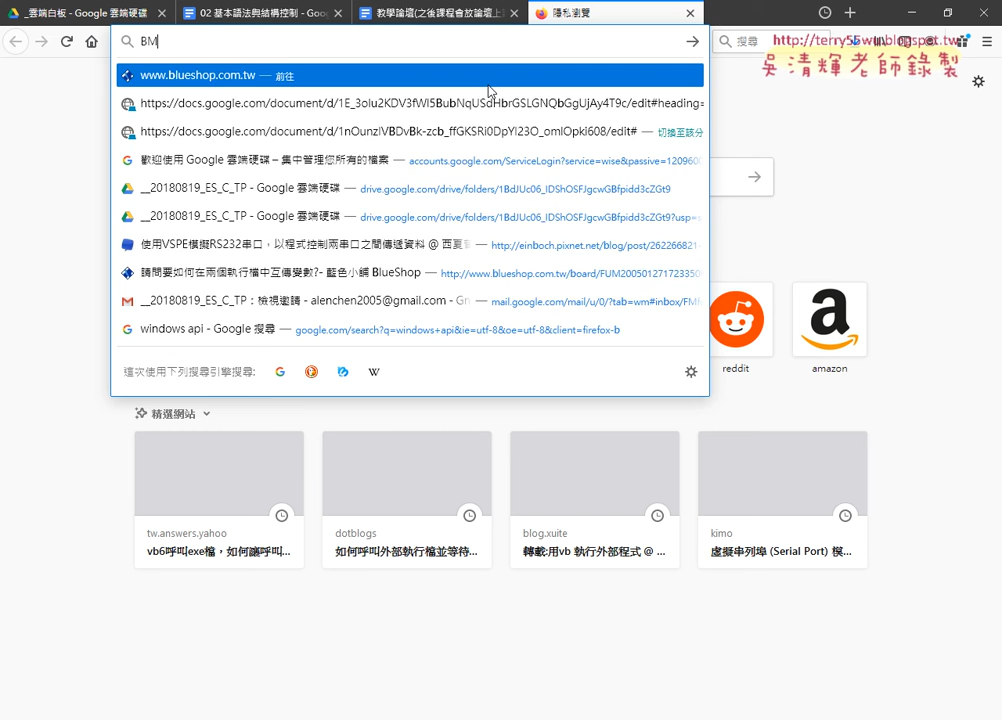 _雲端白板 - Google 雲端硬碟
02 基本語法與結構控制 - Goo
教學論壇(之後課程會放論壇上
隱私瀏覽
BM
搜尋
http://terry55wu.blogspot.tw
吳清輝老師錄製
www.blueshop.com.tw — 前往
https://docs.google.com/document/d/1E_3olu2KDV3fWI5BubNqUSdHbrGSLGNQbGgUjAy4T9c/edit#heading=
https://docs.google.com/document/d/1nOunzlVBDvBk-zcb_ffGKSRi0DpYl23O_omIOpki608/edit# — 切換至該分
歡迎使用 Google 雲端硬碟 – 集中管理您所有的檔案 — accounts.google.com/ServiceLogin?service=wise&passive=120960
__20180819_ES_C_TP - Google 雲端硬碟 — drive.google.com/drive/folders/1BdJUc06_IDShOSFJgcwGBfpidd3cZGt9
__20180819_ES_C_TP - Google 雲端硬碟 — drive.google.com/drive/folders/1BdJUc06_IDShOSFJgcwGBfpidd3cZGt9?usp=
使用VSPE模擬RS232串口，以程式控制兩串口之間傳遞資料 @ 西夏 — http://einboch.pixnet.net/blog/post/262266821-
請問要如何在兩個執行檔中互傳變數?- 藍色小舖 BlueShop — http://www.blueshop.com.tw/board/FUM200501271723350
__20180819_ES_C_TP：檢視邀請 - alenchen2005@gmail.com - Gm — mail.google.com/mail/u/0/?tab=wm#inbox/FMf
windows api - Google 搜尋 — google.com/search?q=windows+api&ie=utf-8&oe=utf-8&client=firefox-b
這次使用下列搜尋引擎搜尋:
reddit
amazon
精選網站
tw.answers.yahoo
vb6呼叫exe檔，如何讓呼叫...
dotblogs
如何呼叫外部執行檔並等待...
blog.xuite
轉載:用vb 執行外部程式 @ ...
kimo
虛擬串列埠 (Serial Port) 模...